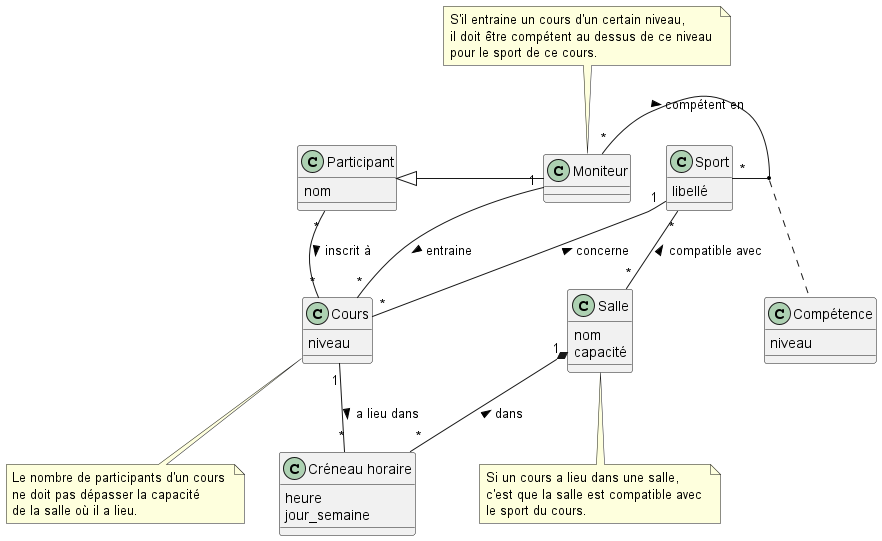 S'il entraine un cours d'un certain niveau,
il doit être compétent au dessus de ce niveau
pour le sport de ce cours.
compétent en
*
C Participant
nom
C Moniteur
1
C Sport
libellé
*
1
*
*
inscrit à
entraine
concerne
compatible avec
*
*
*
*
C Cours
niveau
C Salle
nom
capacité
C Compétence
niveau
1
1
a lieu dans
dans
*
*
C Créneau horaire
heure
jour_semaine
Le nombre de participants d'un cours
ne doit pas dépasser la capacité
de la salle où il a lieu.
Si un cours a lieu dans une salle,
c'est que la salle est compatible avec
le sport du cours.